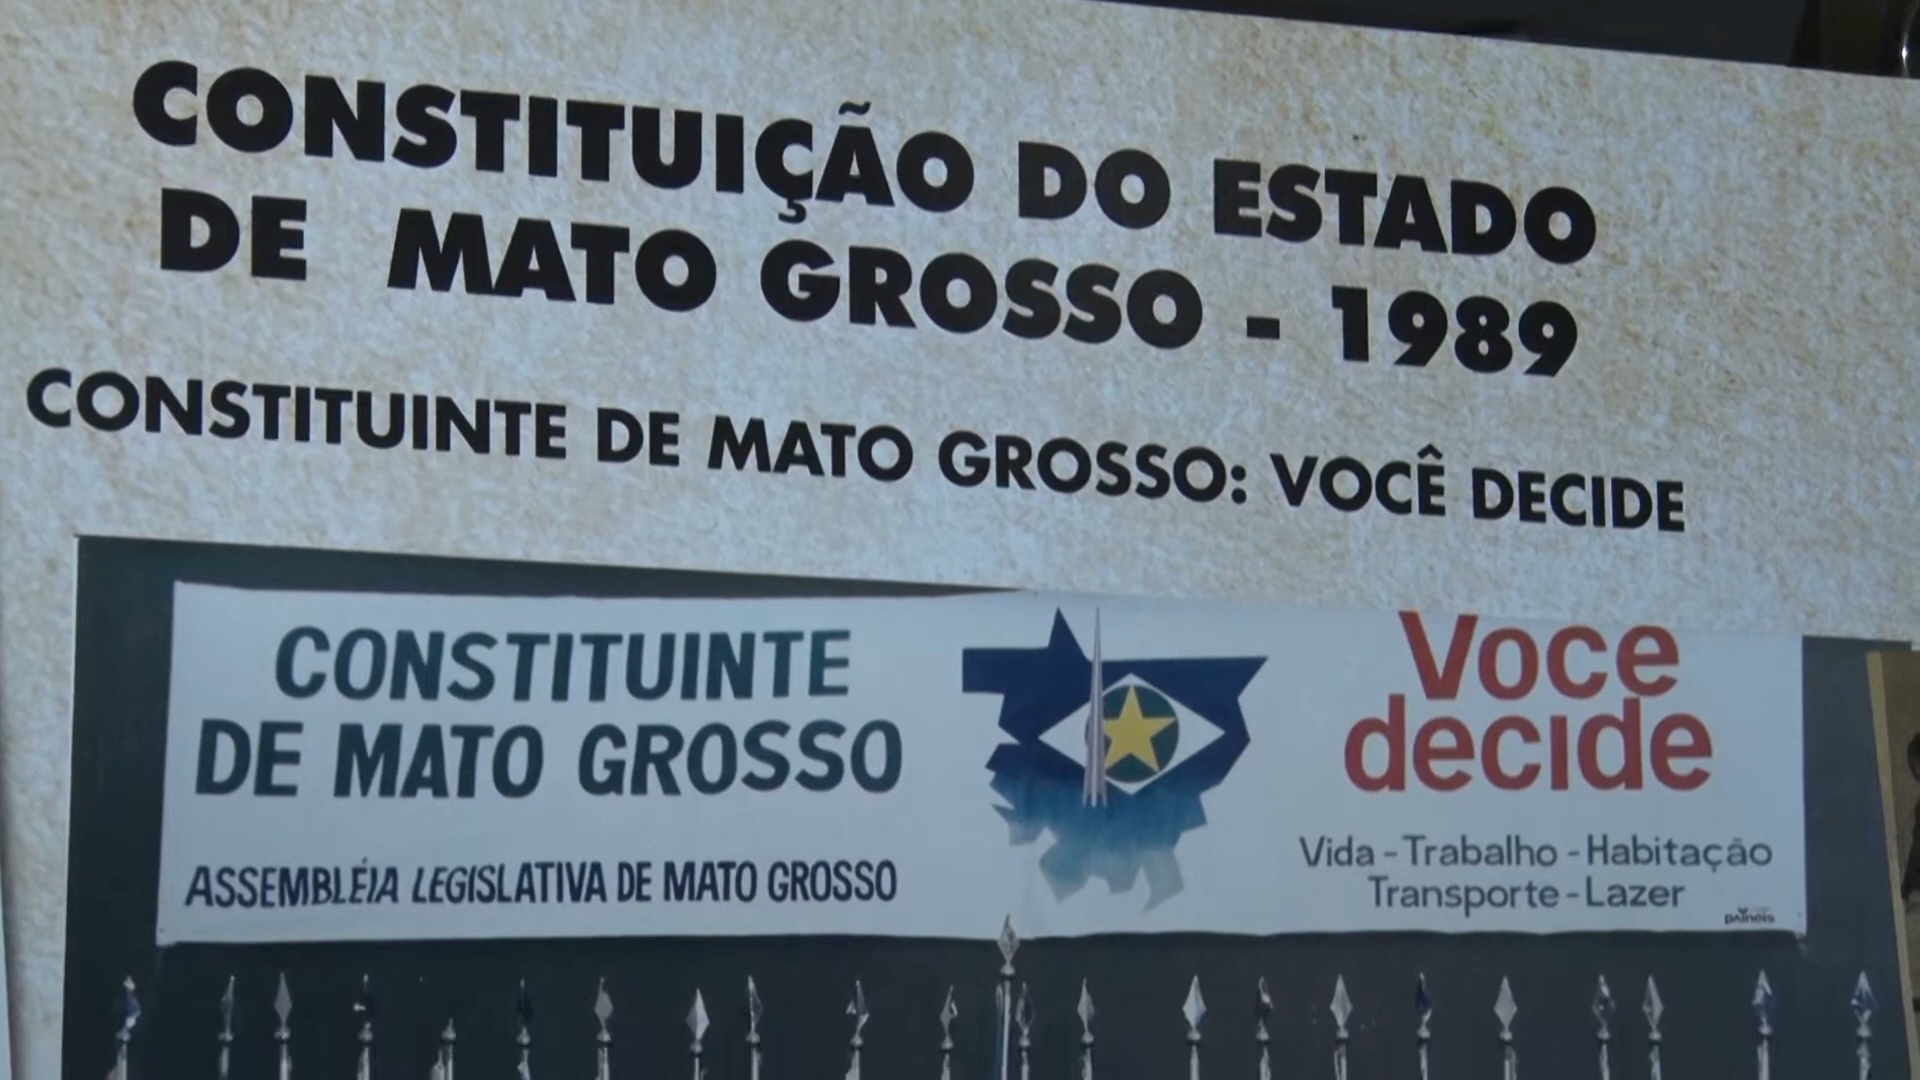 CONSTITUIÇÃO DO ESTADO
DE MATO GROSSO - 1989
CONSTITUINTE DE MATO GROSSO: VOCÊ DECIDE
CONSTITUINTE
DE MATO GROSSO
ASSEMBLÉIA LEGISLATIVA DE MATO GROSSO
Voce
decide
Vida - Trabalho - Habitação
Transporte - Lazer
painéis